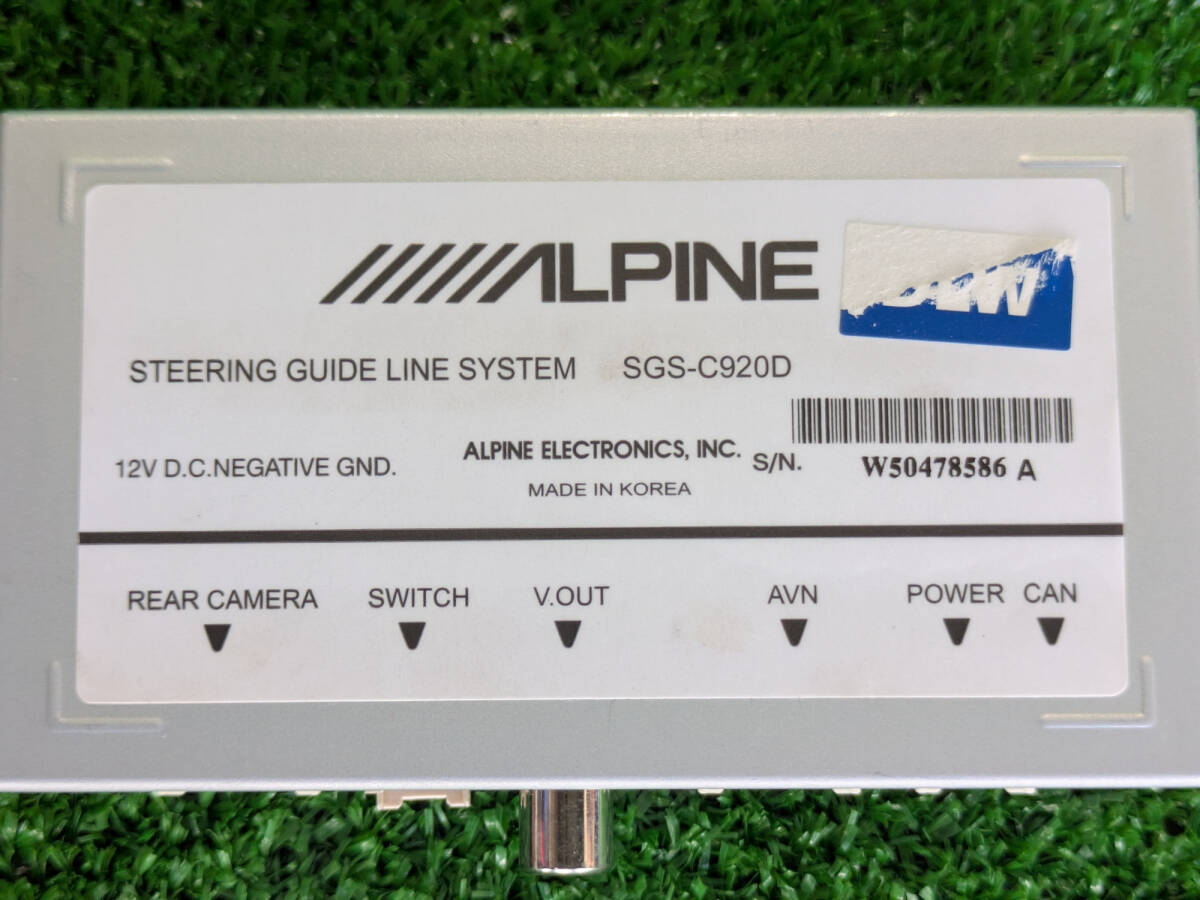 ALPINE
STEERING GUIDE LINE SYSTEM SGS-C920D
12V D.C.NEGATIVE GND.
ALPINE ELECTRONICS, INC.
MADE IN KOREA
S/N. W50478586 A
REAR CAMERA SWITCH V.OUT AVN POWER CAN